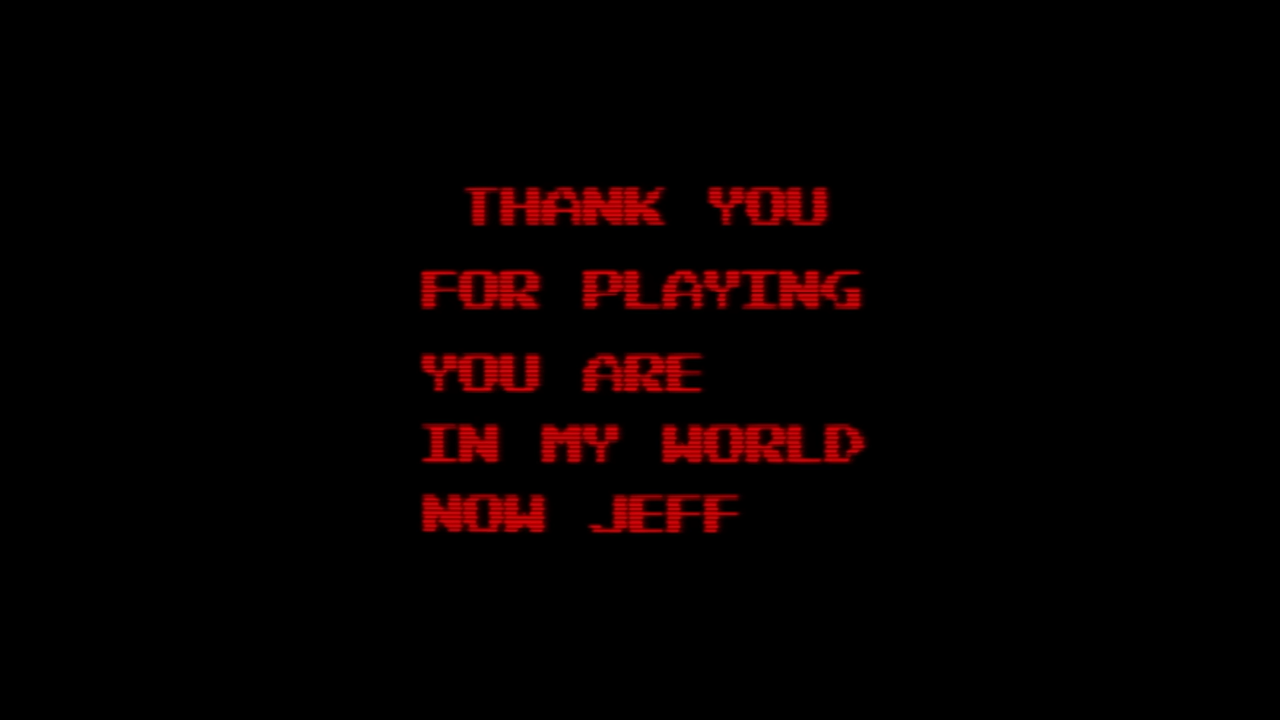 THANK YOU
FOR PLAYING
YOU ARE
IN MY WORLD
NOW JEFF